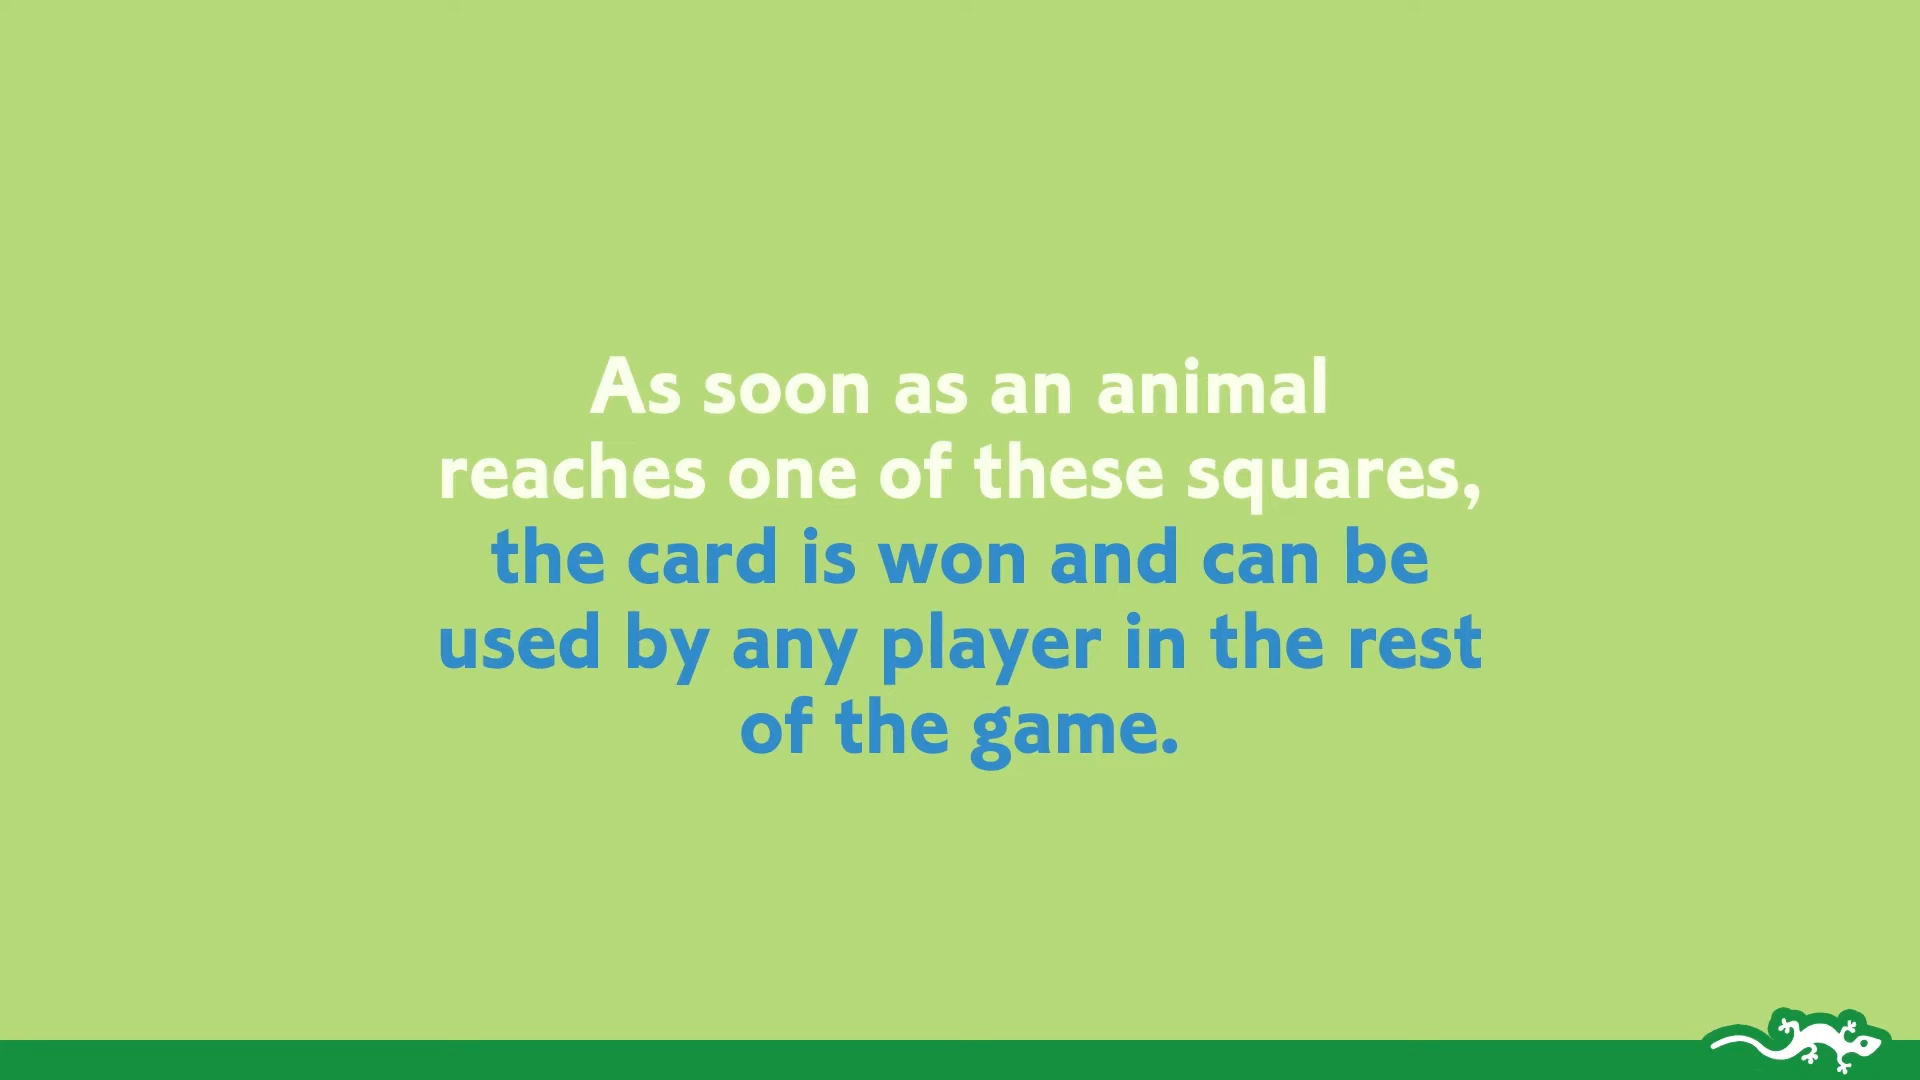 As soon as an animal
reaches one of these squares,
the card is won and can be
used by any player in the rest
of the game.